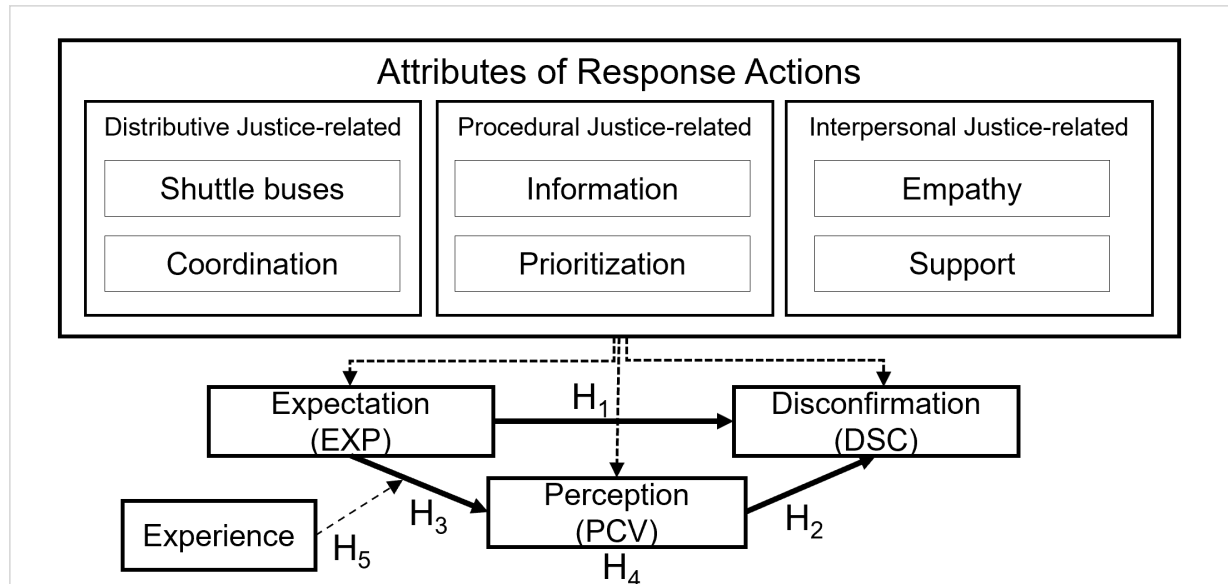 Attributes of Response Actions
Distributive Justice-related
Procedural Justice-related
Interpersonal Justice-related
Shuttle buses
Information
Empathy
Coordination
Prioritization
Support
Expectation
(EXP)
H₁
Disconfirmation
(DSC)
Perception
(PCV)
H₃
H₂
Experience
H₅
H₄